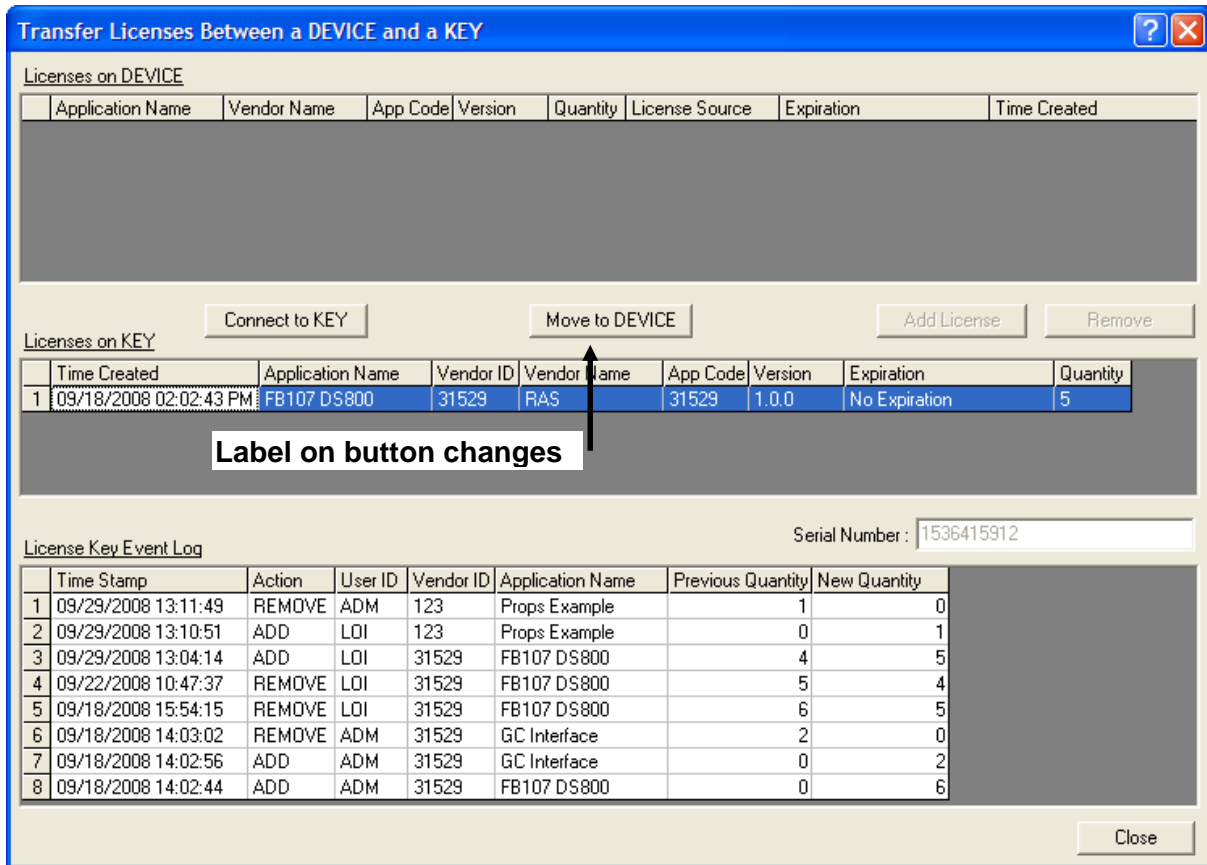 Transfer Licenses Between a DEVICE and a KEY
Licenses on DEVICE
Application Name Vendor Name App Code Version Quantity License Source Expiration Time Created
Connect to KEY Move to DEVICE Add License Remove
Licenses on KEY
Time Created Application Name Vendor ID Vendor Name App Code Version Expiration Quantity
1 09/18/2008 02:02:43 PM FB107 DS800 31529 RAS 31529 1.0.0 No Expiration 5
Label on button changes
Serial Number : 1536415912
License Key Event Log
Time Stamp Action User ID Vendor ID Application Name Previous Quantity New Quantity
1 09/29/2008 13:11:49 REMOVE ADM 123 Props Example 1 0
2 09/29/2008 13:10:51 ADD LOI 123 Props Example 0 1
3 09/29/2008 13:04:14 ADD LOI 31529 FB107 DS800 4 5
4 09/22/2008 10:47:37 REMOVE LOI 31529 FB107 DS800 5 4
5 09/18/2008 15:54:15 REMOVE LOI 31529 FB107 DS800 6 5
6 09/18/2008 14:03:02 REMOVE ADM 31529 GC Interface 2 0
7 09/18/2008 14:02:56 ADD ADM 31529 GC Interface 0 2
8 09/18/2008 14:02:44 ADD ADM 31529 FB107 DS800 0 6
Close